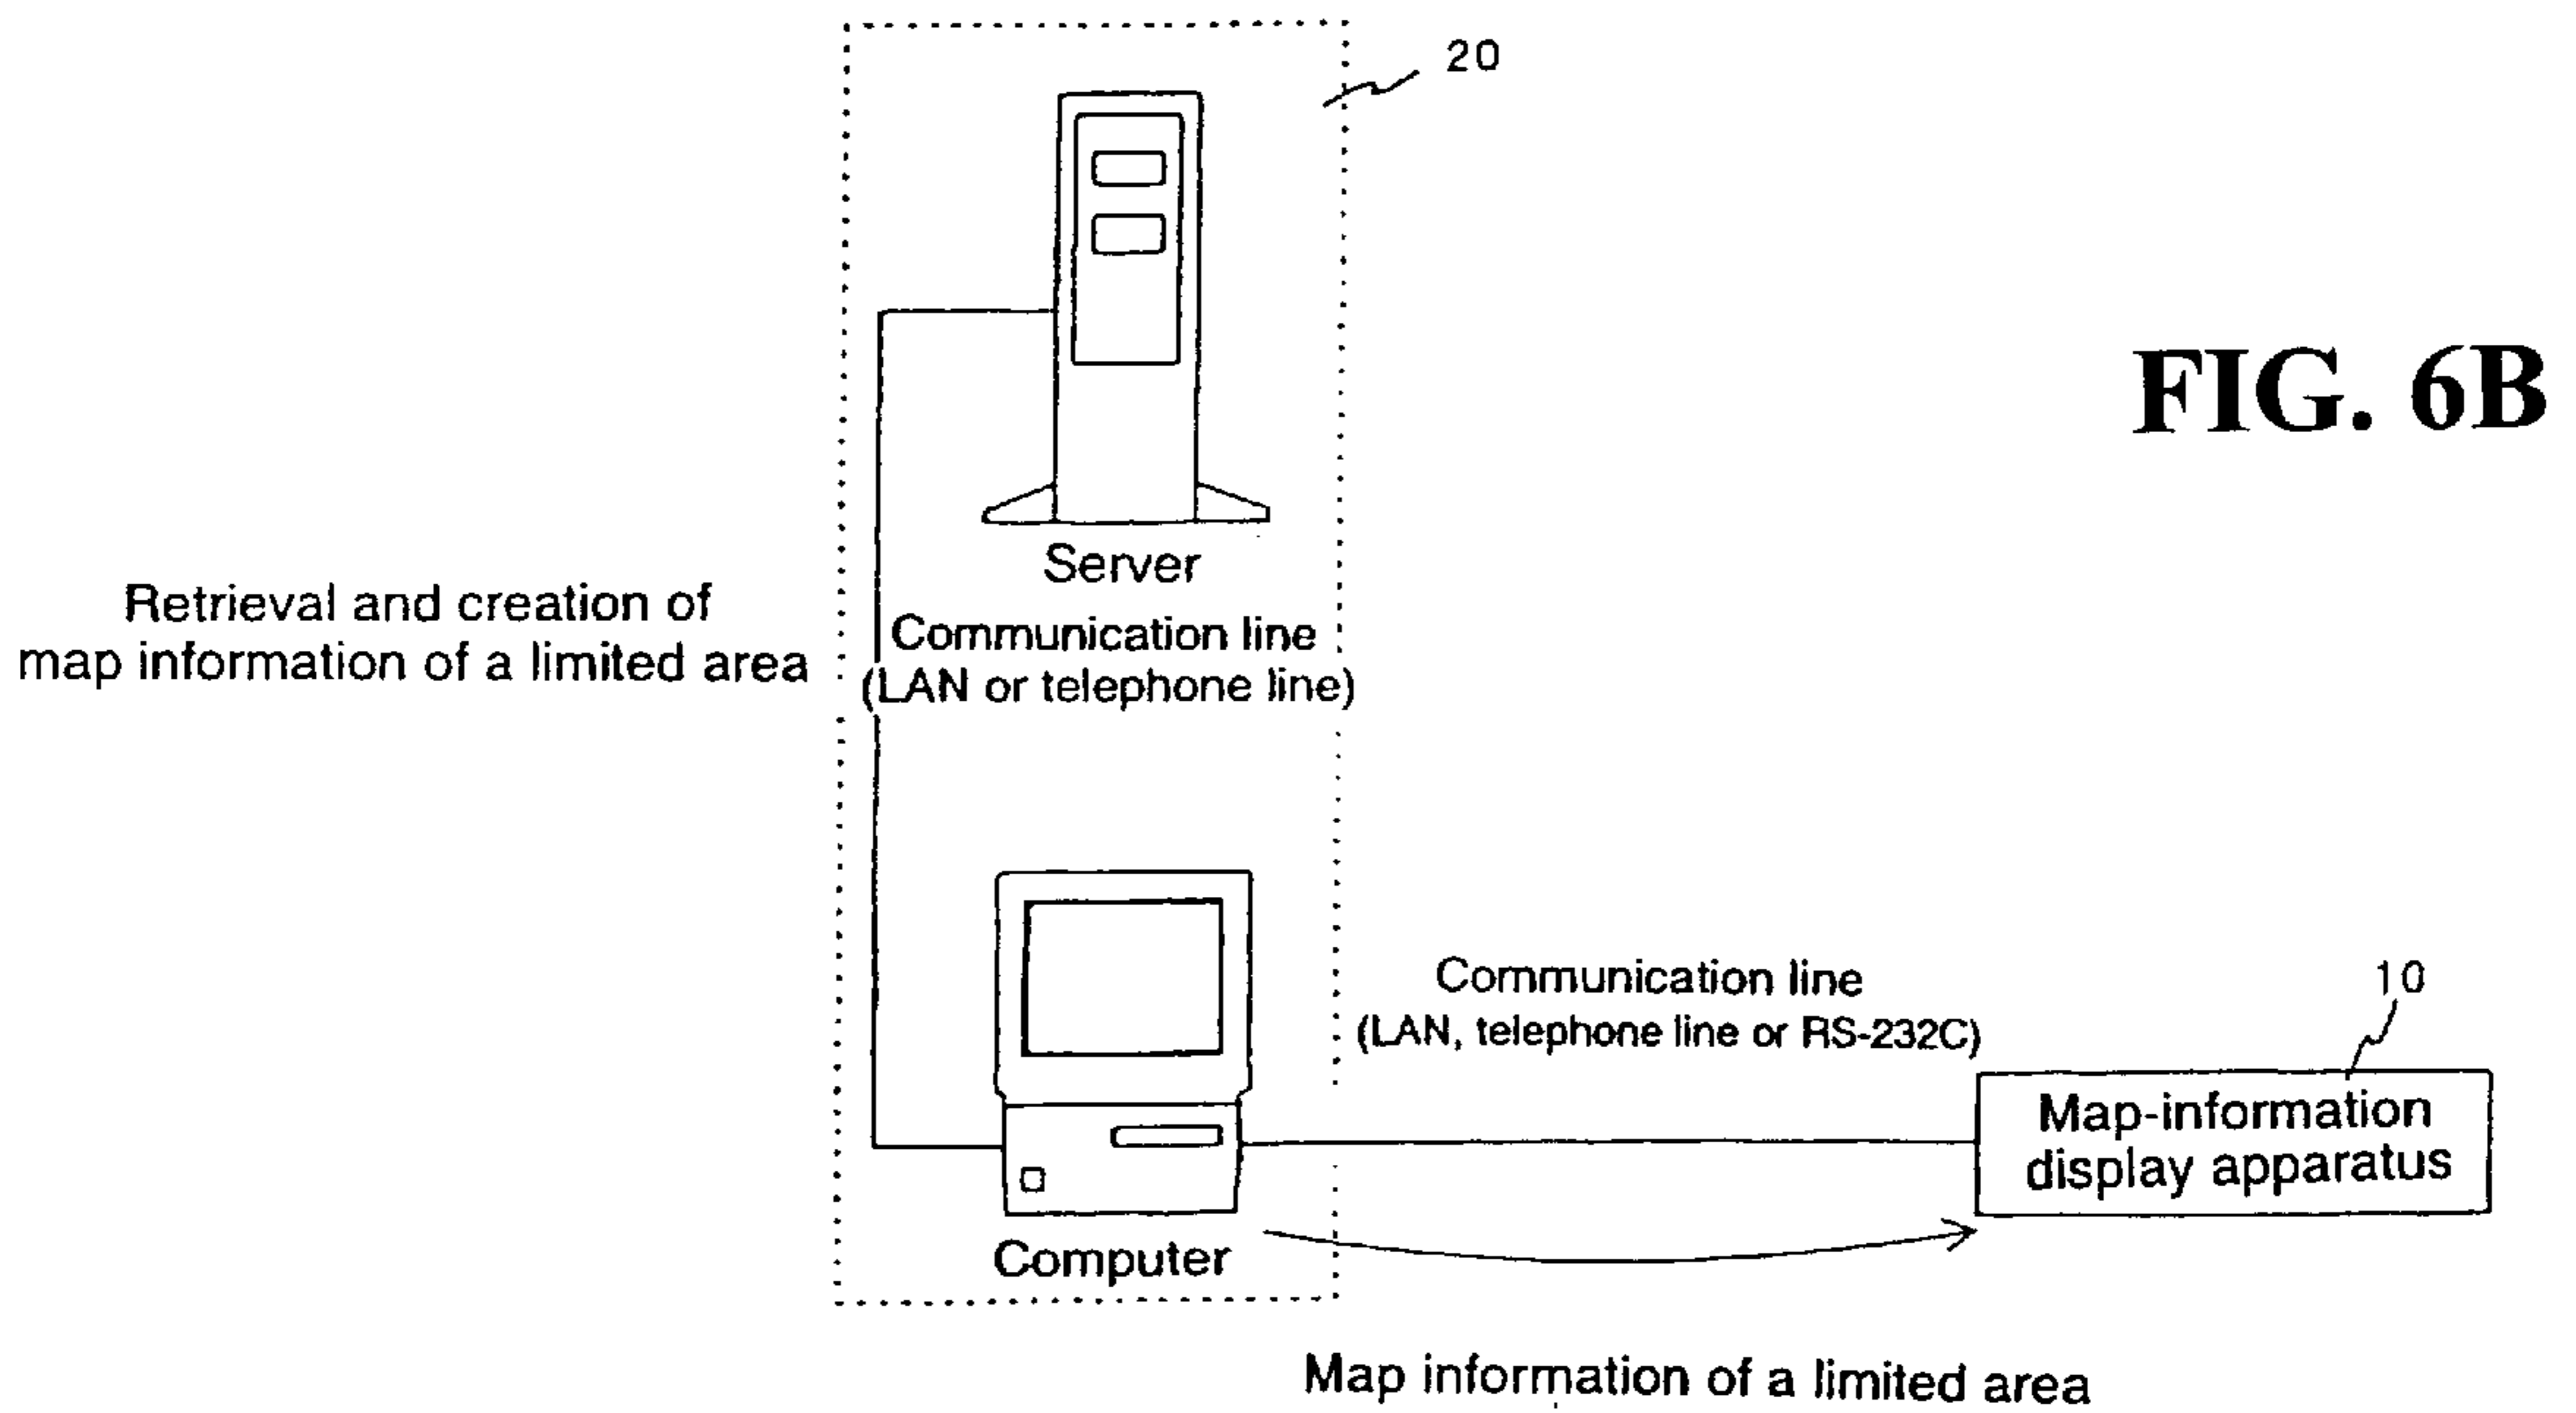 20
FIG. 6B
Server
Retrieval and creation of
map information of a limited area
Communication line
(LAN or telephone line)
Communication line
(LAN, telephone line or RS-232C)
10
Map-information
display apparatus
Computer
Map information of a limited area